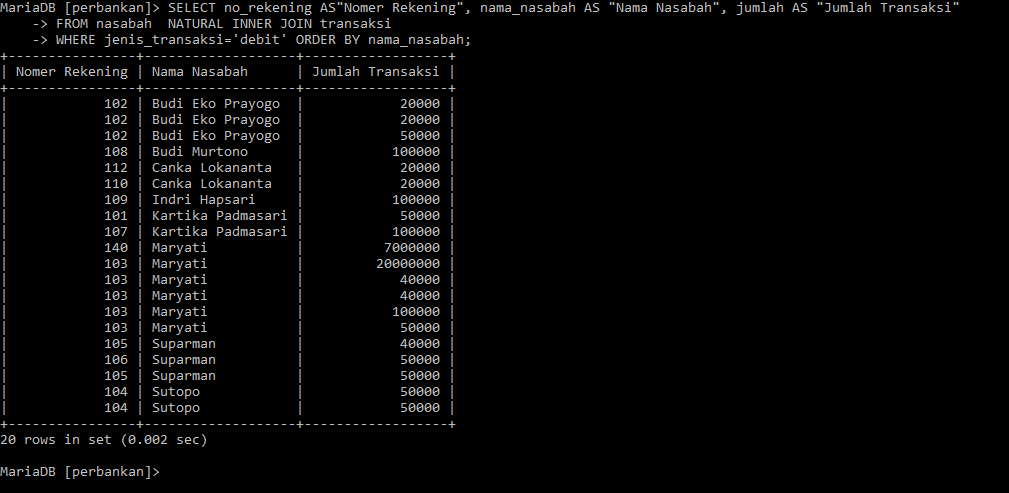 MariaDB [perbankan]> SELECT no_rekening AS"Nomer Rekening", nama_nasabah AS "Nama Nasabah", jumlah AS "Jumlah Transaksi"
    -> FROM nasabah  NATURAL INNER JOIN transaksi
    -> WHERE jenis_transaksi='debit' ORDER BY nama_nasabah;
+----------------+-------------------+------------------+
| Nomer Rekening | Nama Nasabah      | Jumlah Transaksi |
+----------------+-------------------+------------------+
|            102 | Budi Eko Prayogo  |            20000 |
|            102 | Budi Eko Prayogo  |            20000 |
|            102 | Budi Eko Prayogo  |            50000 |
|            108 | Budi Murtono      |           100000 |
|            112 | Canka Lokananta   |            20000 |
|            110 | Canka Lokananta   |            20000 |
|            109 | Indri Hapsari     |           100000 |
|            101 | Kartika Padmasari |            50000 |
|            107 | Kartika Padmasari |           100000 |
|            140 | Maryati           |          7000000 |
|            103 | Maryati           |         20000000 |
|            103 | Maryati           |            40000 |
|            103 | Maryati           |            40000 |
|            103 | Maryati           |           100000 |
|            103 | Maryati           |            50000 |
|            105 | Suparman          |            40000 |
|            106 | Suparman          |            50000 |
|            105 | Suparman          |            50000 |
|            104 | Sutopo            |            50000 |
|            104 | Sutopo            |            50000 |
+----------------+-------------------+------------------+
20 rows in set (0.002 sec)

MariaDB [perbankan]>